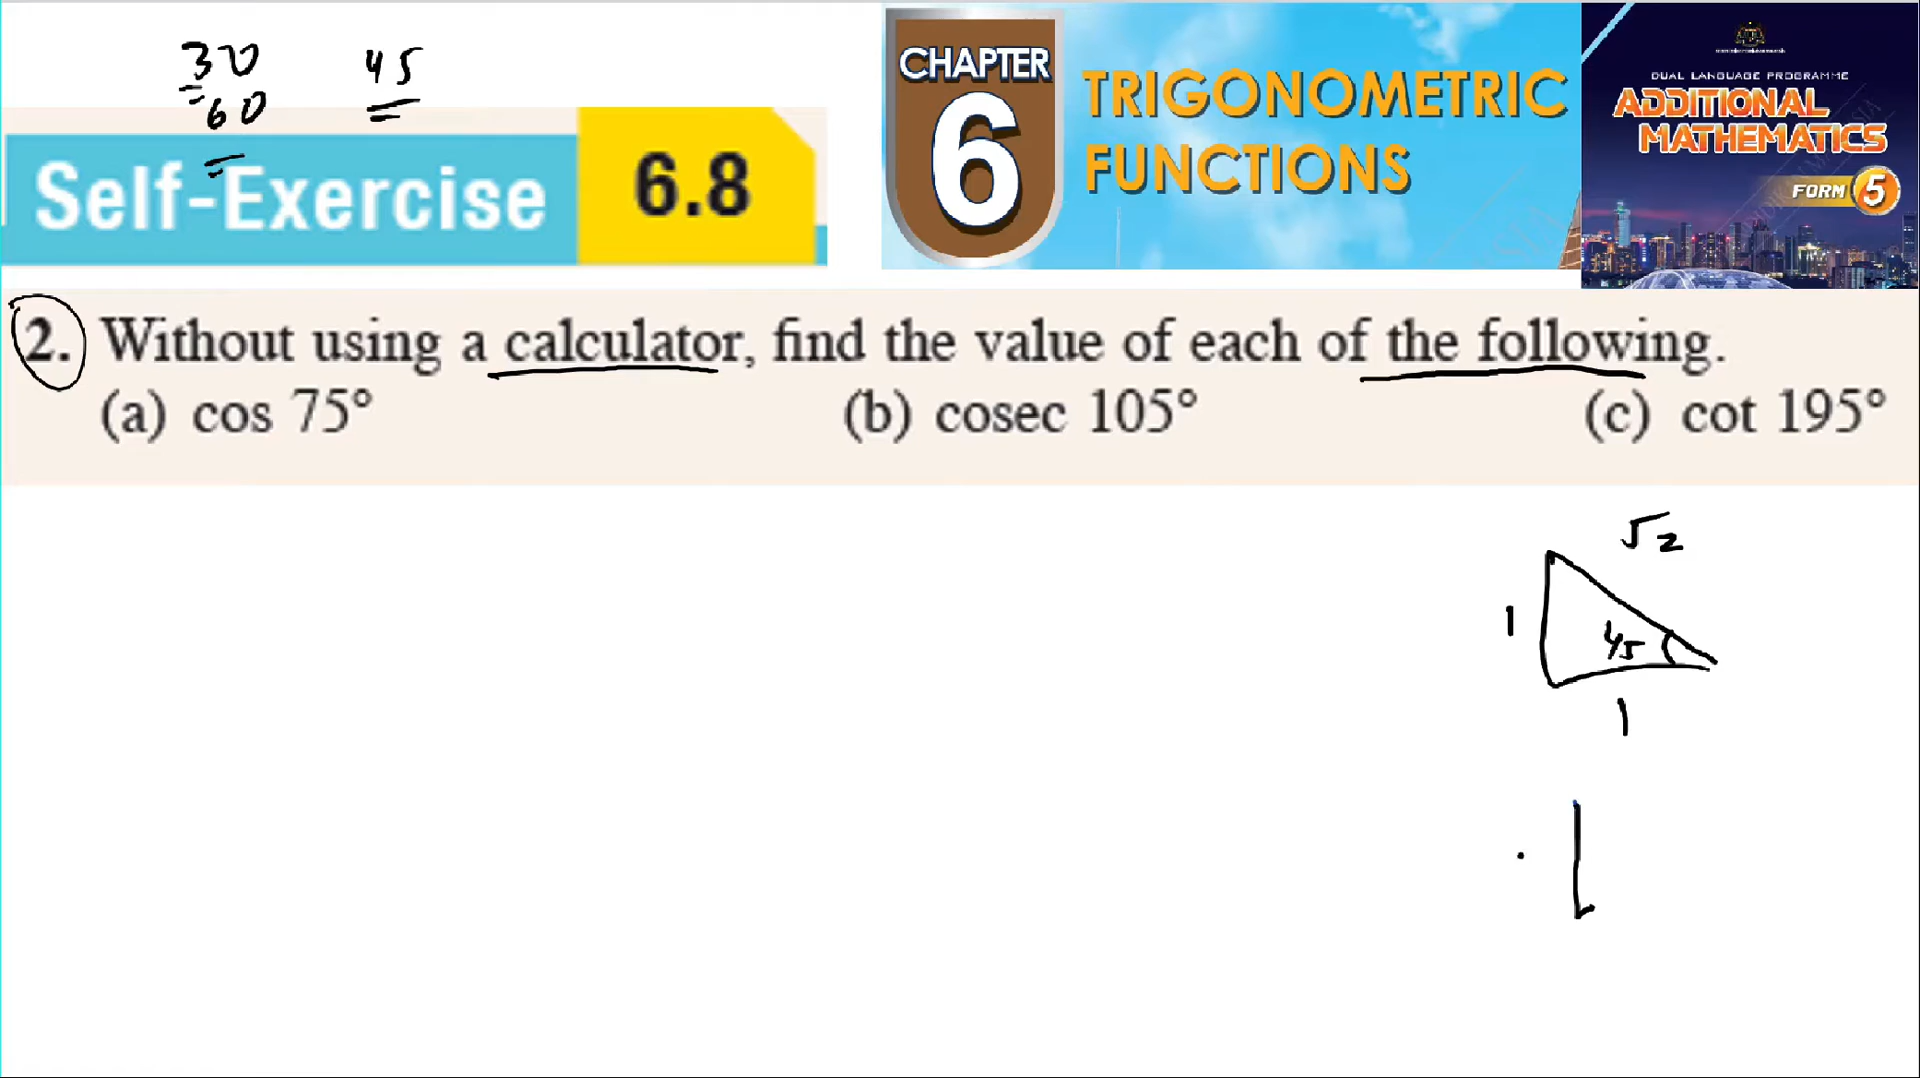 30
60
45
Self-Exercise 6.8
CHAPTER
6
TRIGONOMETRIC
FUNCTIONS
DUAL LANGUAGE PROGRAMME
ADDITIONAL
MATHEMATICS
FORM 5
2. Without using a calculator, find the value of each of the following.
(a) cos 75° (b) cosec 105° (c) cot 195°
√2
1
45
1